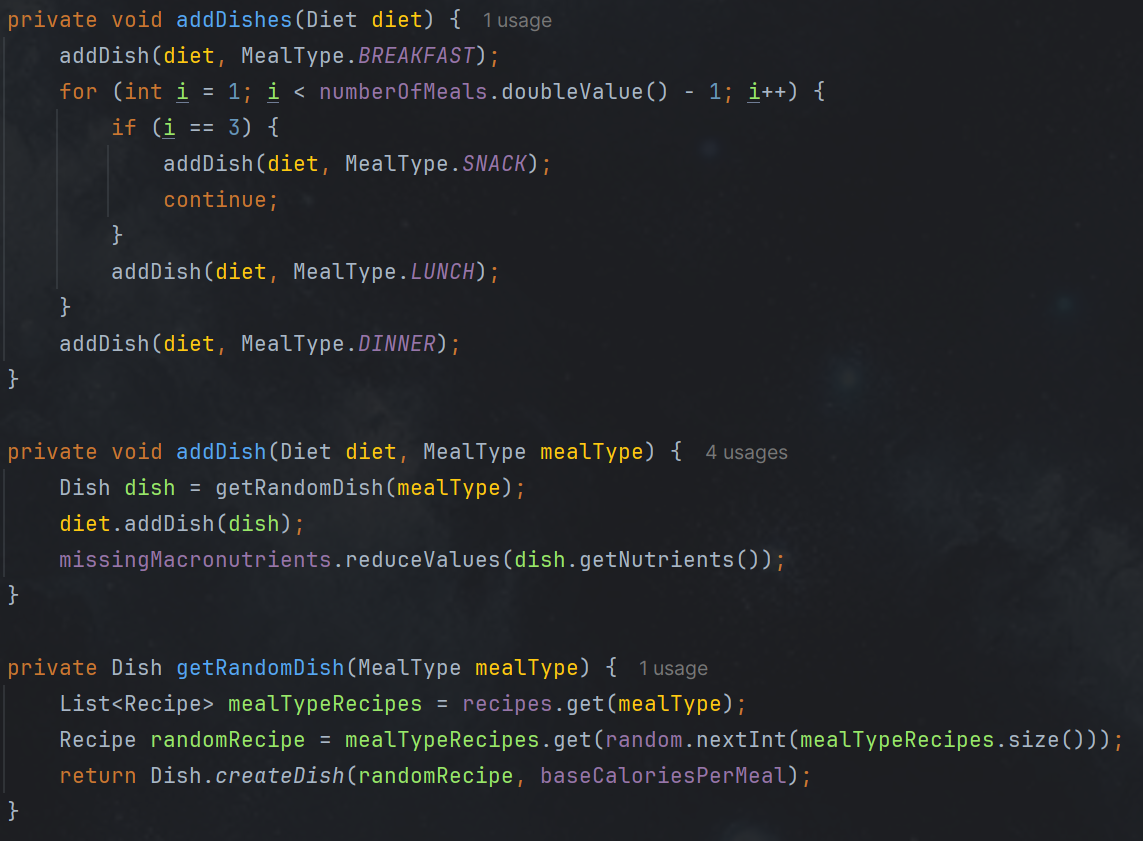 private void addDishes(Diet diet) { 1 usage
    addDish(diet, MealType.BREAKFAST);
    for (int i = 1; i < numberOfMeals.doubleValue() - 1; i++) {
        if (i == 3) {
            addDish(diet, MealType.SNACK);
            continue;
        }
        addDish(diet, MealType.LUNCH);
    }
    addDish(diet, MealType.DINNER);
}
private void addDish(Diet diet, MealType mealType) { 4 usages
    Dish dish = getRandomDish(mealType);
    diet.addDish(dish);
    missingMacronutrients.reduceValues(dish.getNutrients());
}
private Dish getRandomDish(MealType mealType) { 1 usage
    List<Recipe> mealTypeRecipes = recipes.get(mealType);
    Recipe randomRecipe = mealTypeRecipes.get(random.nextInt(mealTypeRecipes.size()));
    return Dish.createDish(randomRecipe, baseCaloriesPerMeal);
}